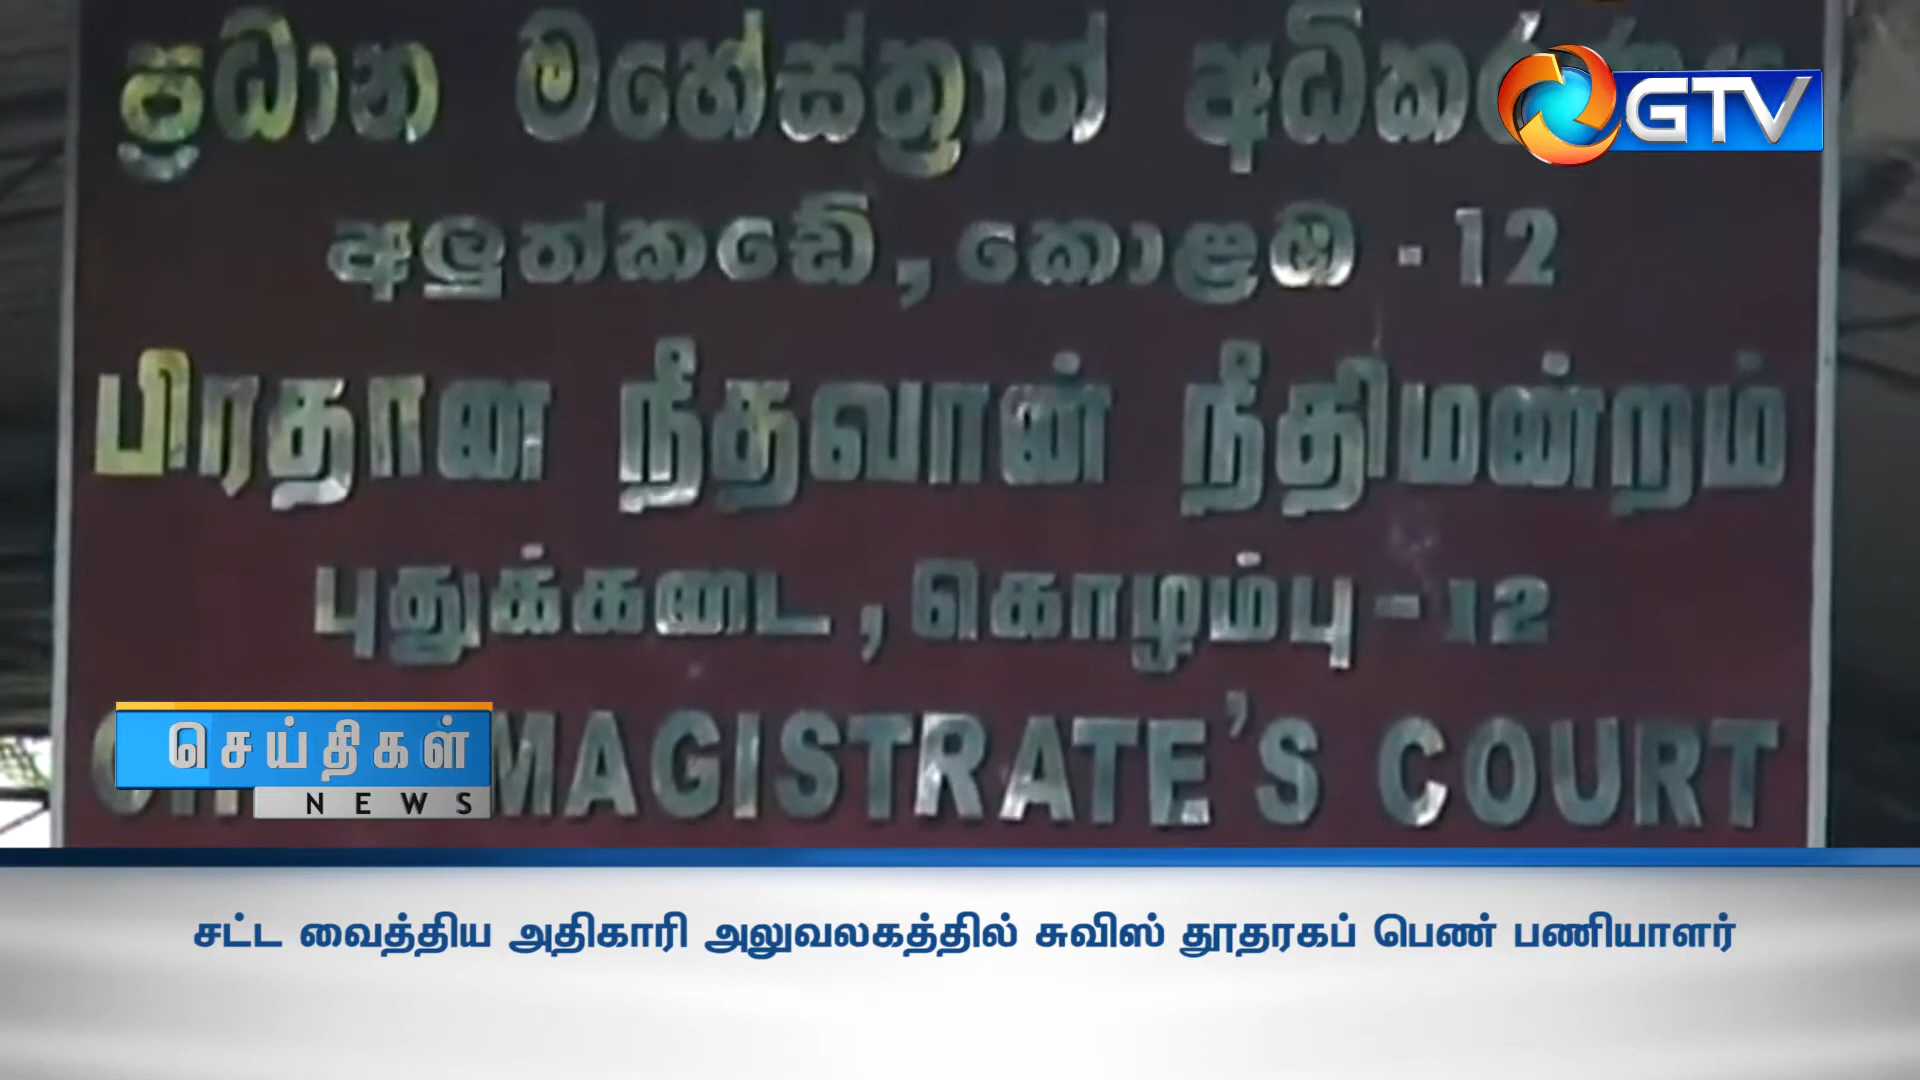 ප්‍රධාන මහේස්ත්‍රාත් අධිකරණය
GTV
අලුත්කඩේ, කොළඹ - 12
பிரதான நீதவான் நீதிமன்றம்
புதுக்கடை, கொழும்பு - 12
MAGISTRATE'S COURT
செய்திகள்
NEWS
சட்ட வைத்திய அதிகாரி அலுவலகத்தில் சுவிஸ் தூதரகப் பெண் பணியாளர்